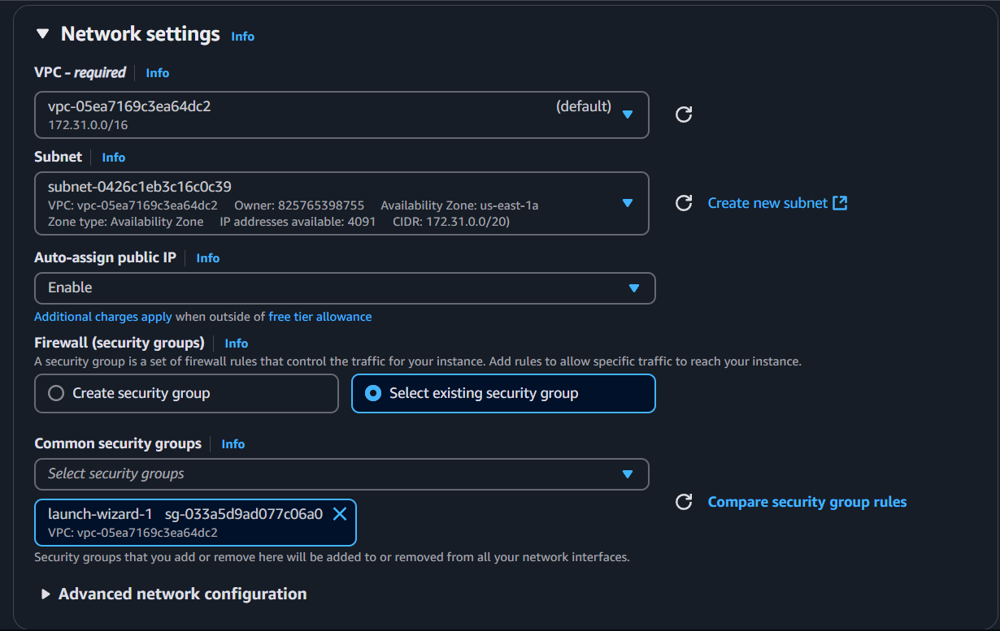 Network settings Info
VPC - required Info
vpc-05ea7169c3ea64dc2 (default)
172.31.0.0/16
Subnet Info
subnet-0426c1eb3c16c0c39
VPC: vpc-05ea7169c3ea64dc2 Owner: 825765398755 Availability Zone: us-east-1a
Zone type: Availability Zone IP addresses available: 4091 CIDR: 172.31.0.0/20)
Create new subnet
Auto-assign public IP Info
Enable
Additional charges apply when outside of free tier allowance
Firewall (security groups) Info
A security group is a set of firewall rules that control the traffic for your instance. Add rules to allow specific traffic to reach your instance.
Create security group
Select existing security group
Common security groups Info
Select security groups
launch-wizard-1 sg-033a5d9ad077c06a0
VPC: vpc-05ea7169c3ea64dc2
Compare security group rules
Security groups that you add or remove here will be added to or removed from all your network interfaces.
Advanced network configuration